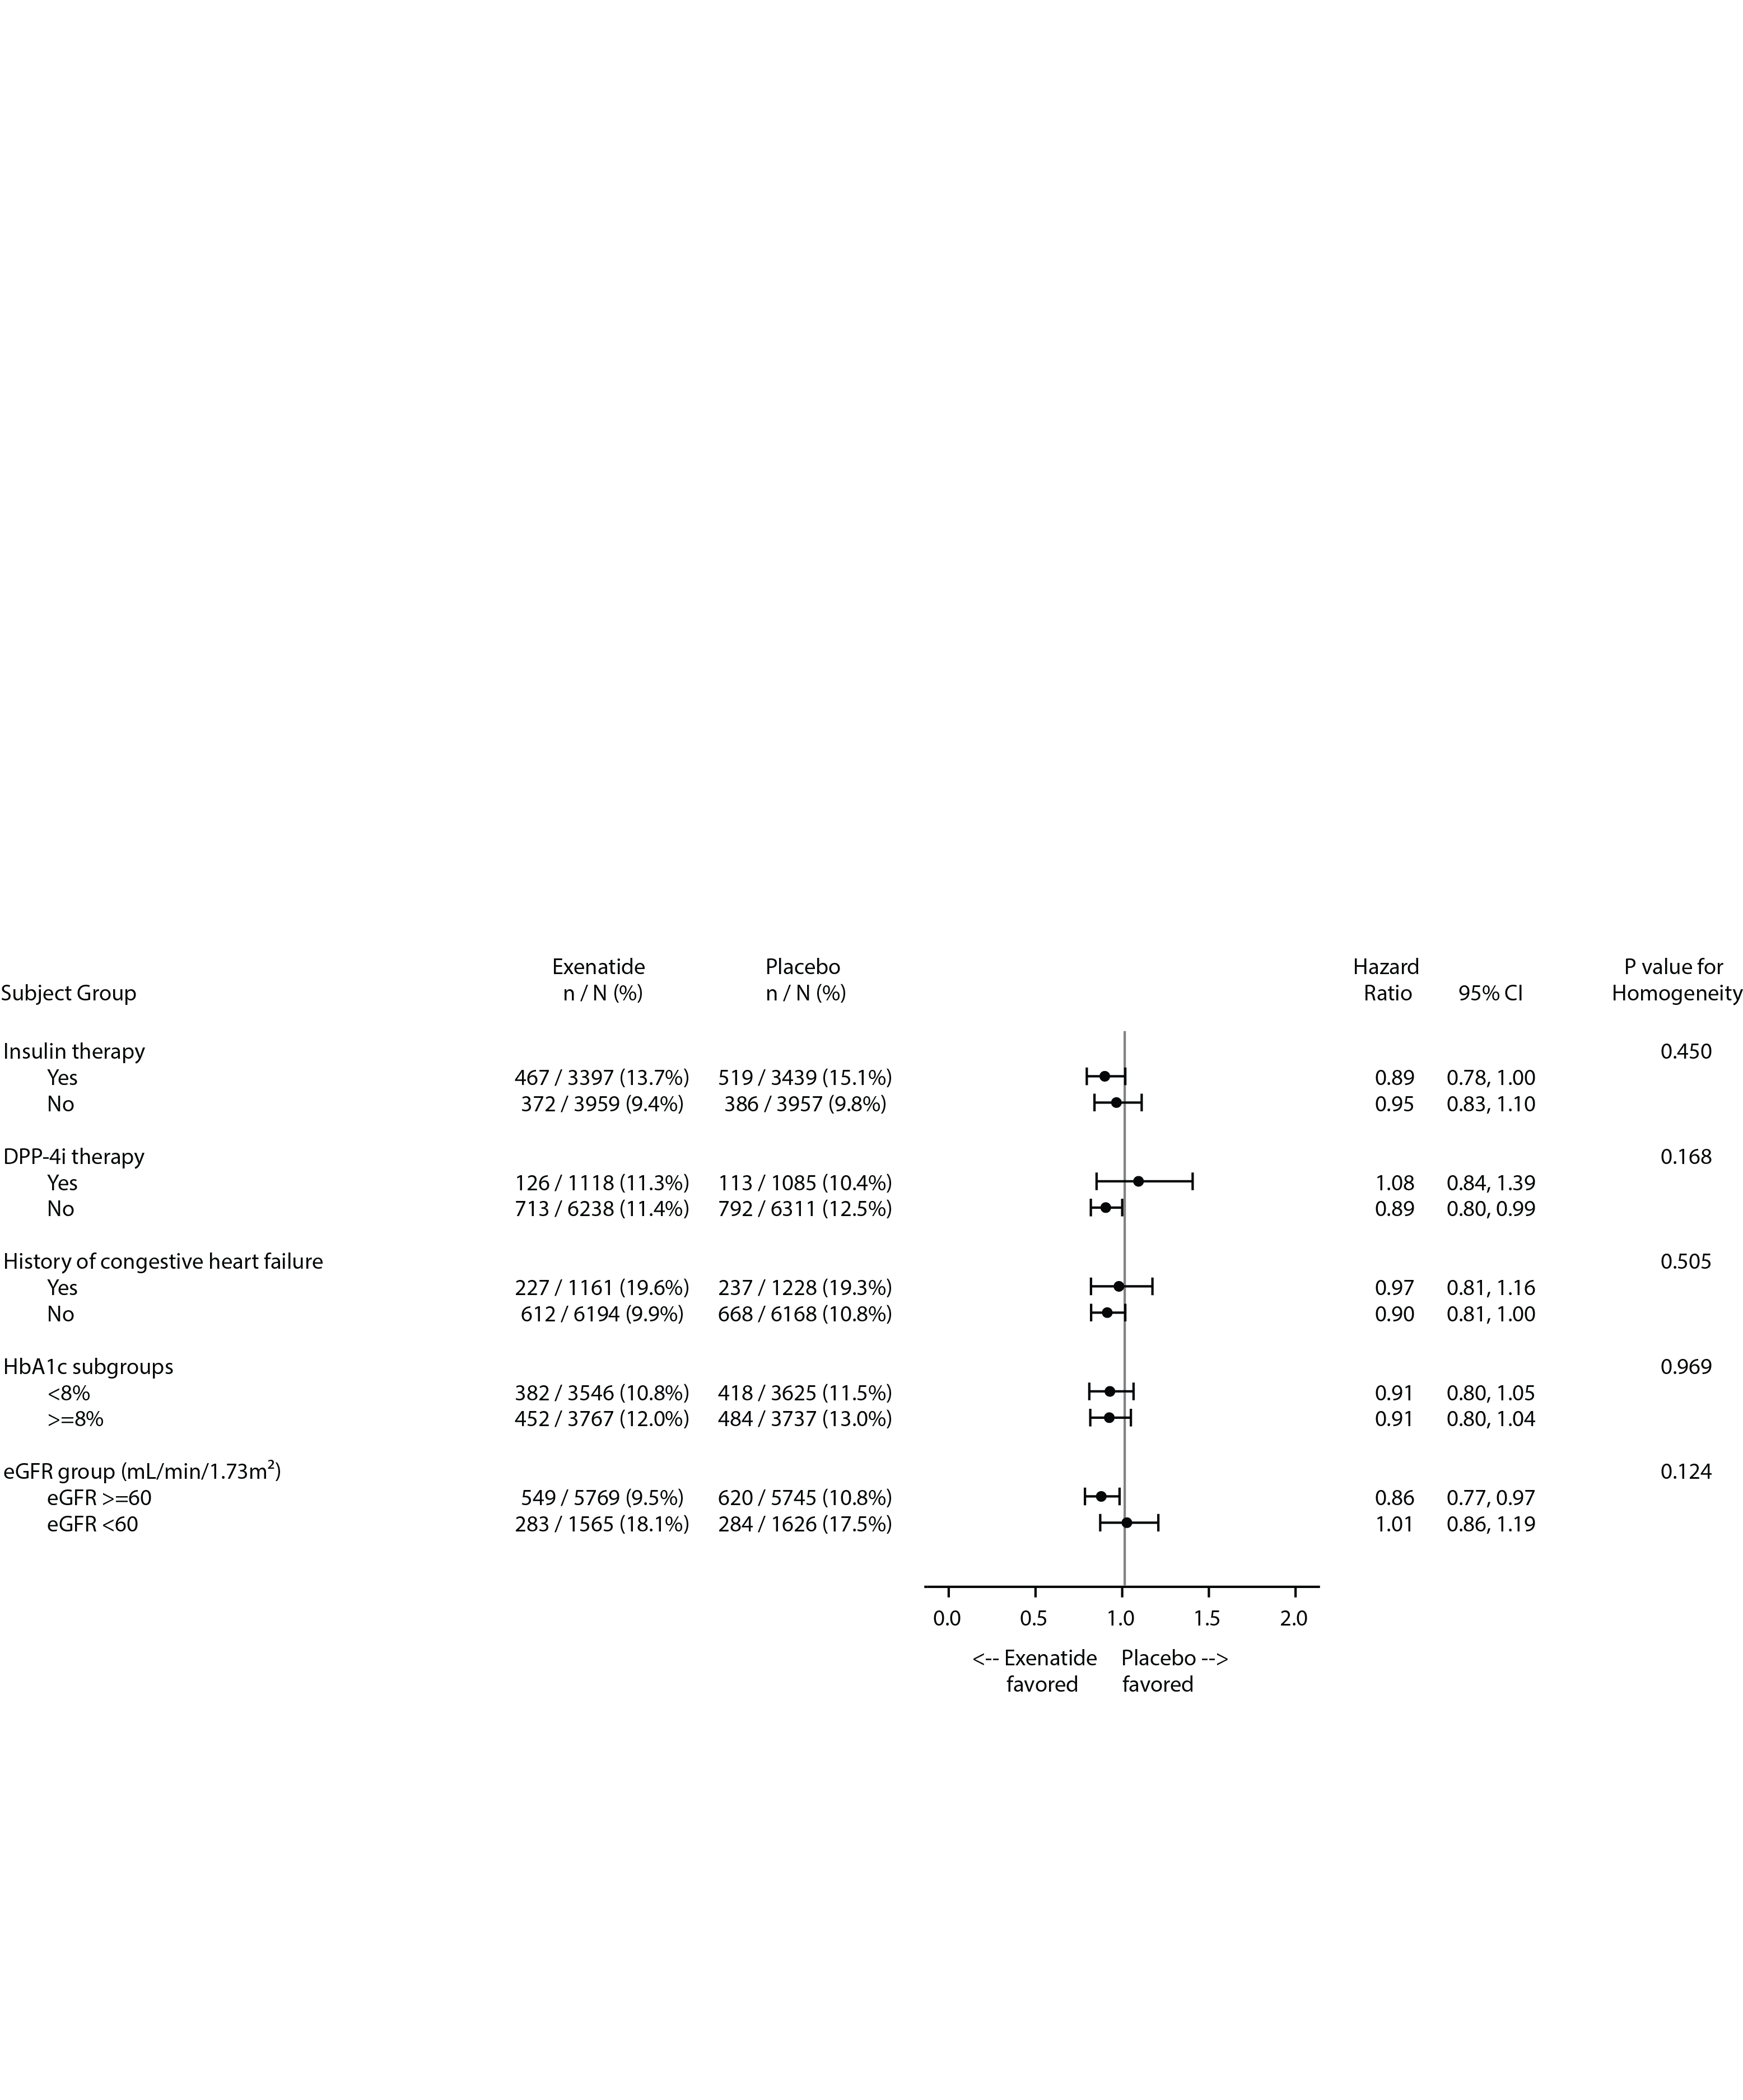 Exenatide Placebo Hazard P value for
Subject Group n / N (%) n / N (%) Ratio 95% CI Homogeneity
Insulin therapy 0.450
Yes 467 / 3397 (13.7%) 519 / 3439 (15.1%) 0.89 0.78, 1.00
No 372 / 3959 (9.4%) 386 / 3957 (9.8%) 0.95 0.83, 1.10
DPP-4i therapy 0.168
Yes 126 / 1118 (11.3%) 113 / 1085 (10.4%) 1.08 0.84, 1.39
No 713 / 6238 (11.4%) 792 / 6311 (12.5%) 0.89 0.80, 0.99
History of congestive heart failure 0.505
Yes 227 / 1161 (19.6%) 237 / 1228 (19.3%) 0.97 0.81, 1.16
No 612 / 6194 (9.9%) 668 / 6168 (10.8%) 0.90 0.81, 1.00
HbA1c subgroups 0.969
<8% 382 / 3546 (10.8%) 418 / 3625 (11.5%) 0.91 0.80, 1.05
>=8% 452 / 3767 (12.0%) 484 / 3737 (13.0%) 0.91 0.80, 1.04
eGFR group (mL/min/1.73m²) 0.124
eGFR >=60 549 / 5769 (9.5%) 620 / 5745 (10.8%) 0.86 0.77, 0.97
eGFR <60 283 / 1565 (18.1%) 284 / 1626 (17.5%) 1.01 0.86, 1.19
0.0 0.5 1.0 1.5 2.0
<-- Exenatide Placebo -->
favored favored